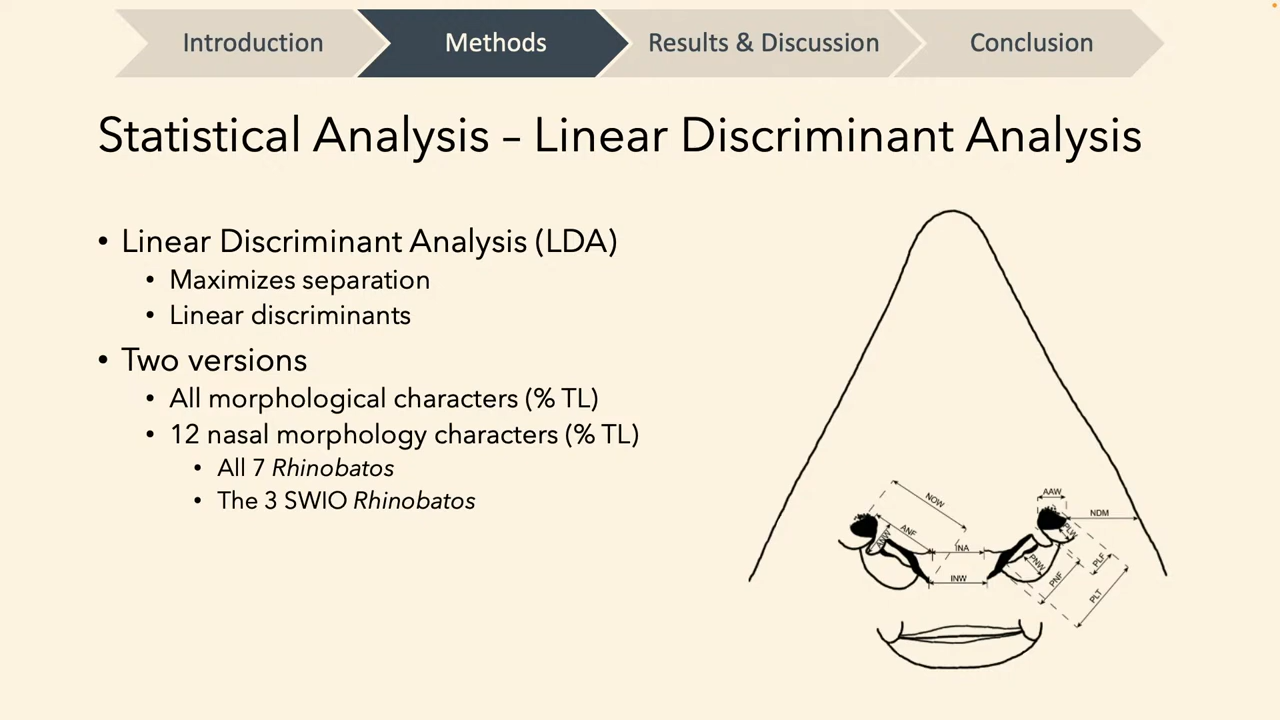 Introduction
Methods
Results & Discussion
Conclusion
Statistical Analysis – Linear Discriminant Analysis
• Linear Discriminant Analysis (LDA)
• Maximizes separation
• Linear discriminants
• Two versions
• All morphological characters (% TL)
• 12 nasal morphology characters (% TL)
• All 7 Rhinobatos
• The 3 SWIO Rhinobatos
AAW
NOW
NDM
ANF
ANW
PLW
INA
PNW
PLF
INW
PNF
PLT